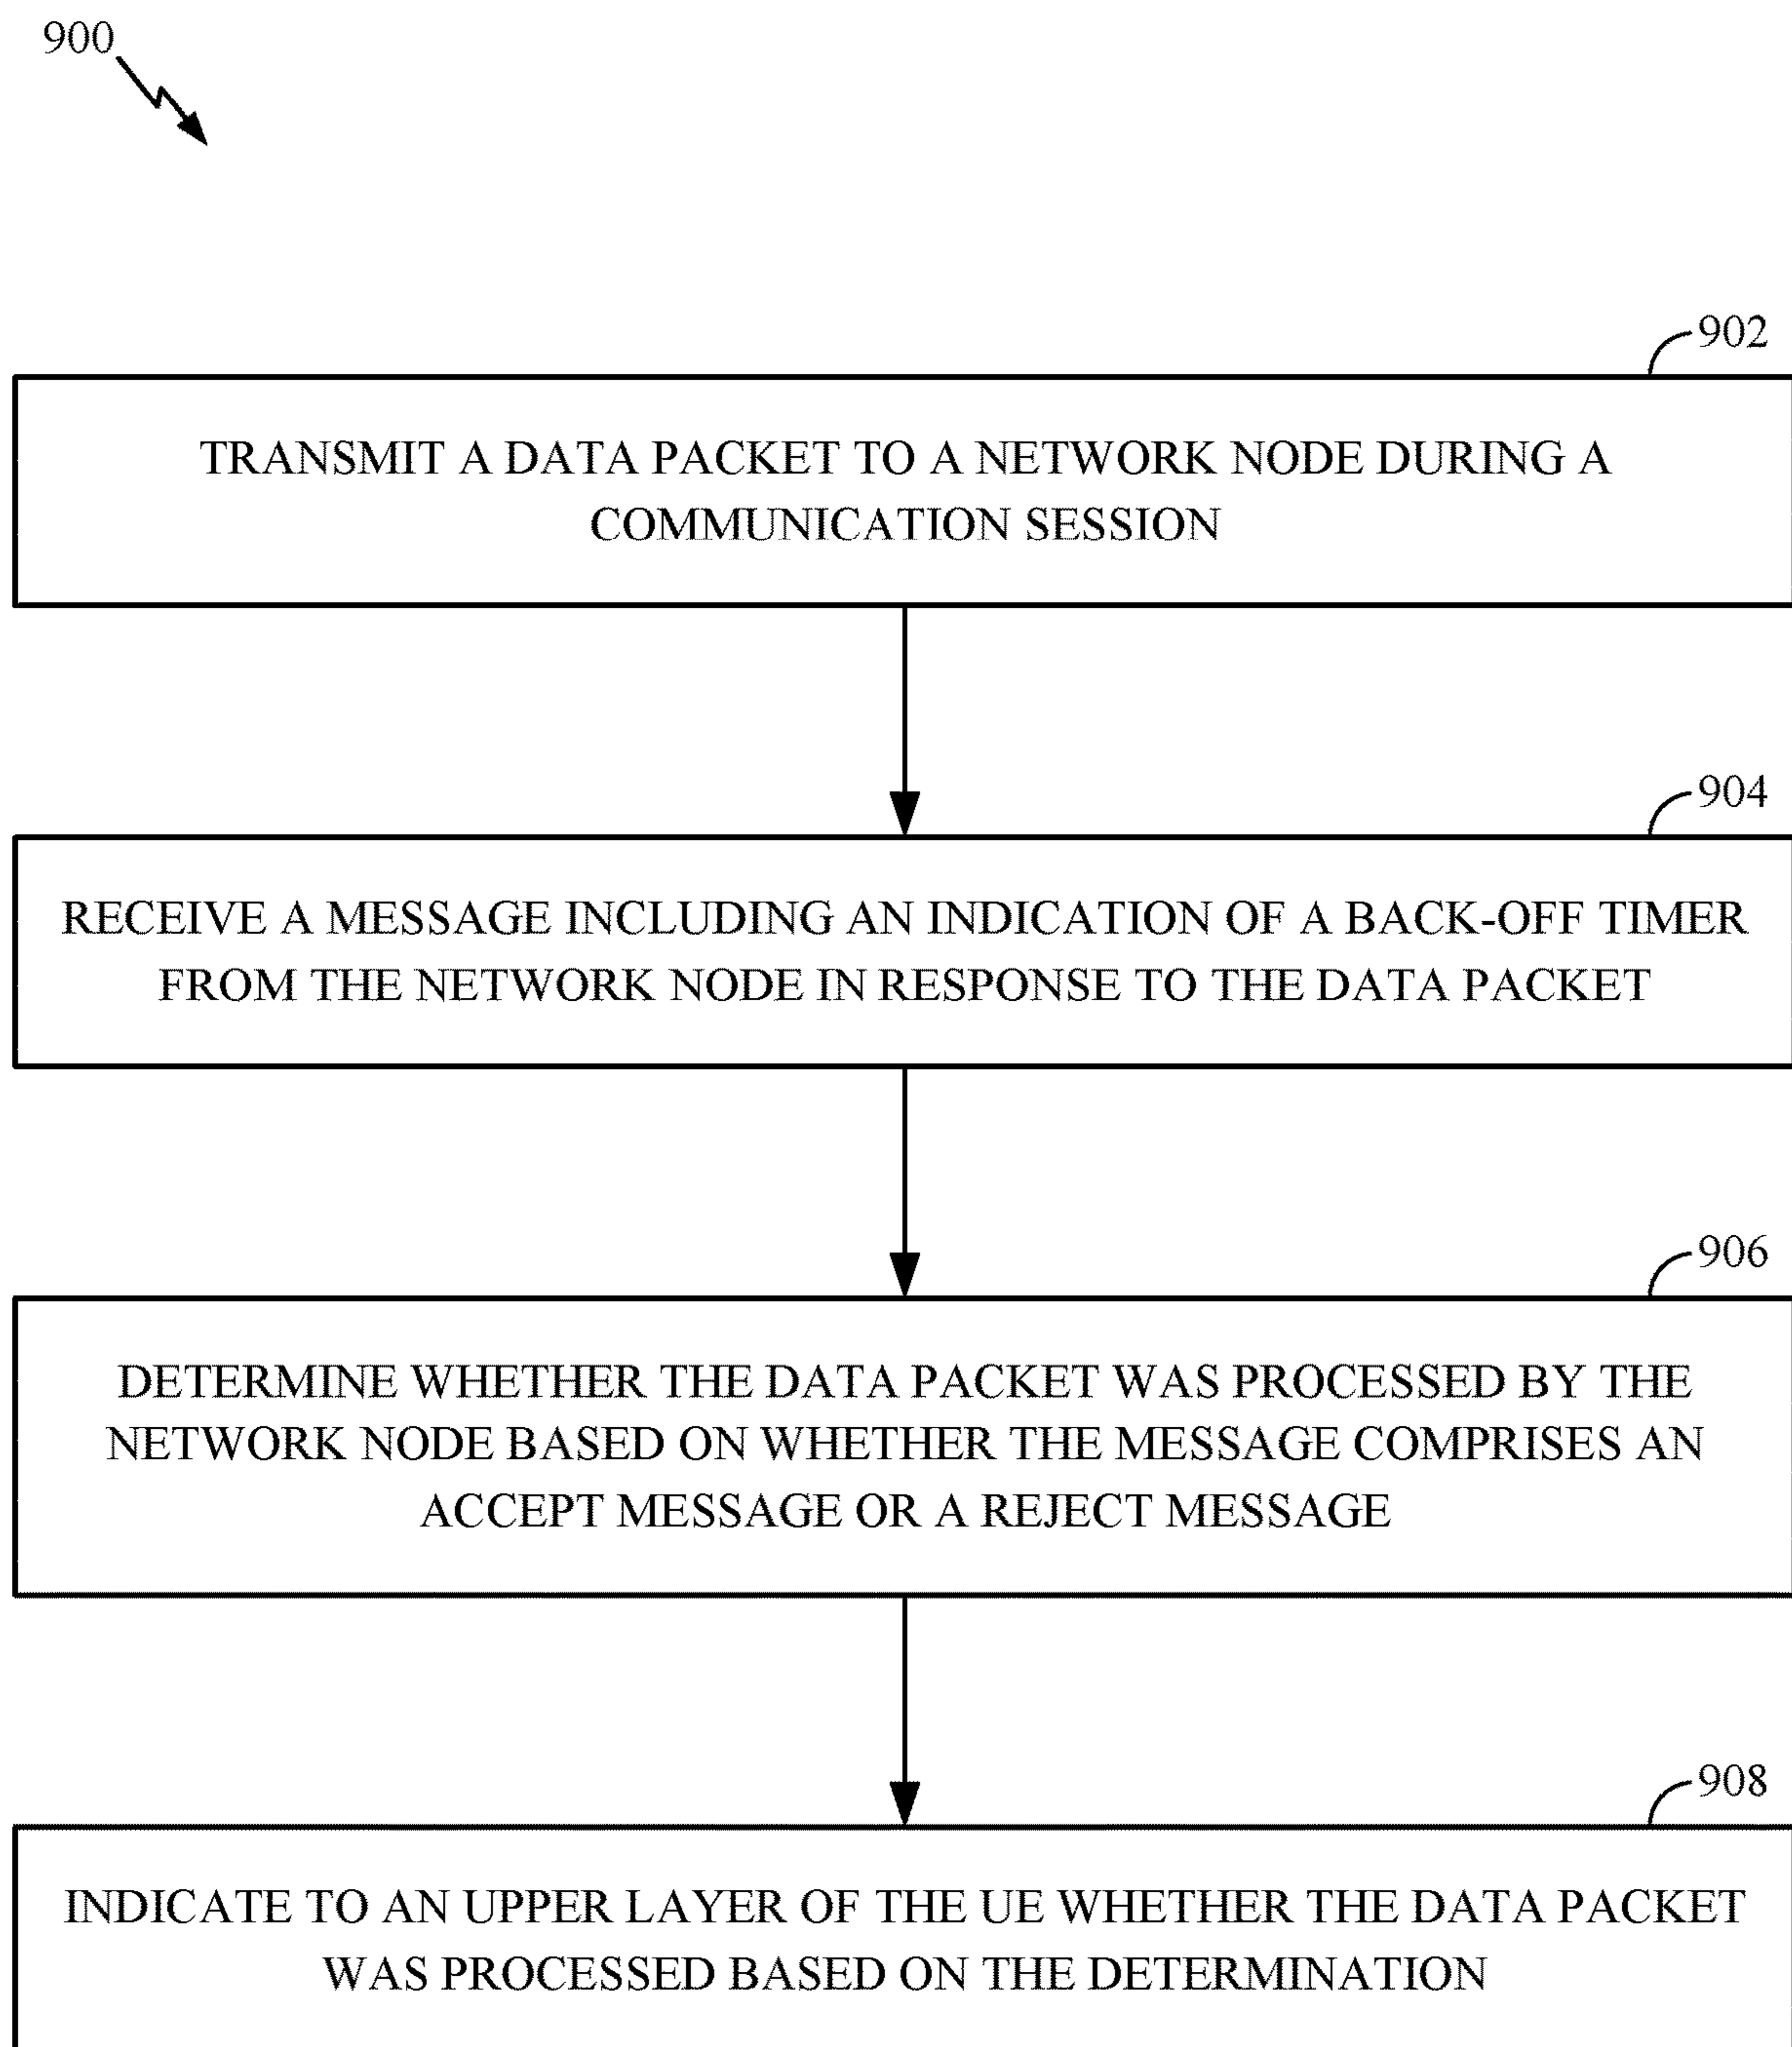 900
902
TRANSMIT A DATA PACKET TO A NETWORK NODE DURING A
COMMUNICATION SESSION
904
RECEIVE A MESSAGE INCLUDING AN INDICATION OF A BACK-OFF TIMER
FROM THE NETWORK NODE IN RESPONSE TO THE DATA PACKET
906
DETERMINE WHETHER THE DATA PACKET WAS PROCESSED BY THE
NETWORK NODE BASED ON WHETHER THE MESSAGE COMPRISES AN
ACCEPT MESSAGE OR A REJECT MESSAGE
908
INDICATE TO AN UPPER LAYER OF THE UE WHETHER THE DATA PACKET
WAS PROCESSED BASED ON THE DETERMINATION